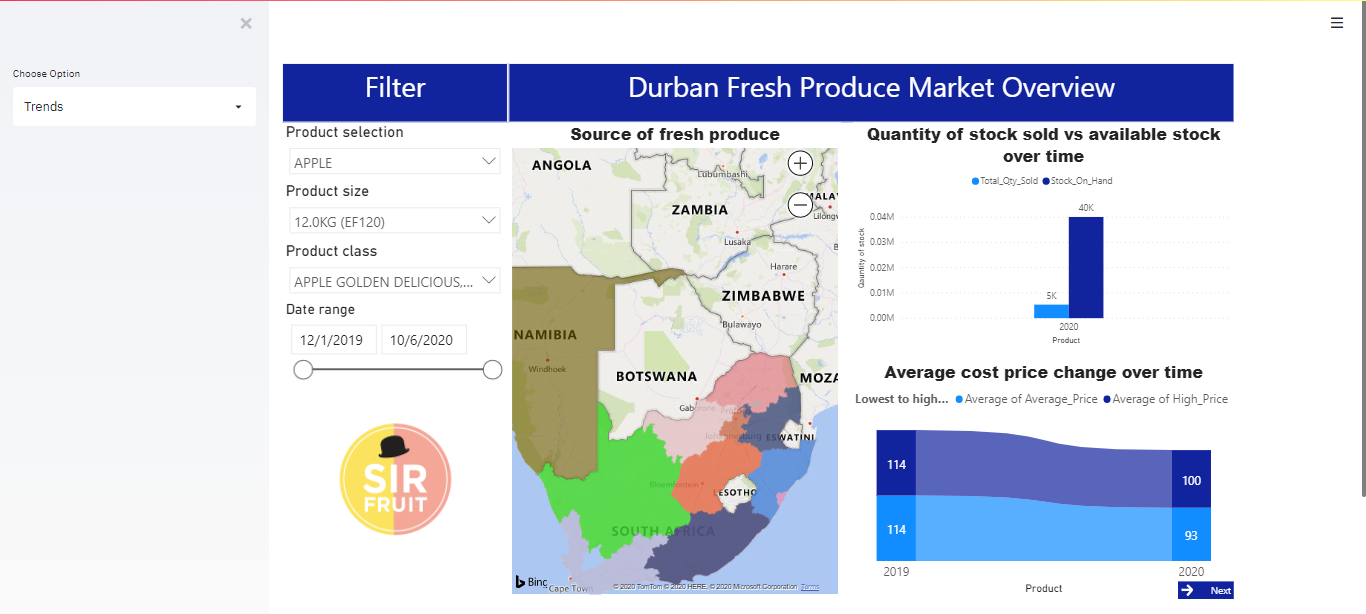 ×
☰
Choose Option
Trends
Filter
Durban Fresh Produce Market Overview
Product selection
APPLE
Product size
12.0KG (EF120)
Product class
APPLE GOLDEN DELICIOUS,...
Date range
12/1/2019 10/6/2020
SIR
FRUIT
Source of fresh produce
ANGOLA
Lubumbashi
ZAMBIA
Lusaka
Harare
ZIMBABWE
Bulawayo
NAMIBIA
Windhoek
BOTSWANA
MOZA
ESWATINI
Bloemfontein
LESOTHO
SOUTH AFRICA
Cape Town
Bing
© 2020 TomTom © 2020 HERE, © 2020 Microsoft Corporation Terms
Quantity of stock sold vs available stock
over time
Total_Qty_Sold Stock_On_Hand
Qauntity of stock
0.04M
0.03M
0.02M
0.01M
0.00M
40K
5K
2020
Product
Average cost price change over time
Lowest to high... Average of Average_Price Average of High_Price
114
100
114
93
2019 2020
Product
Next